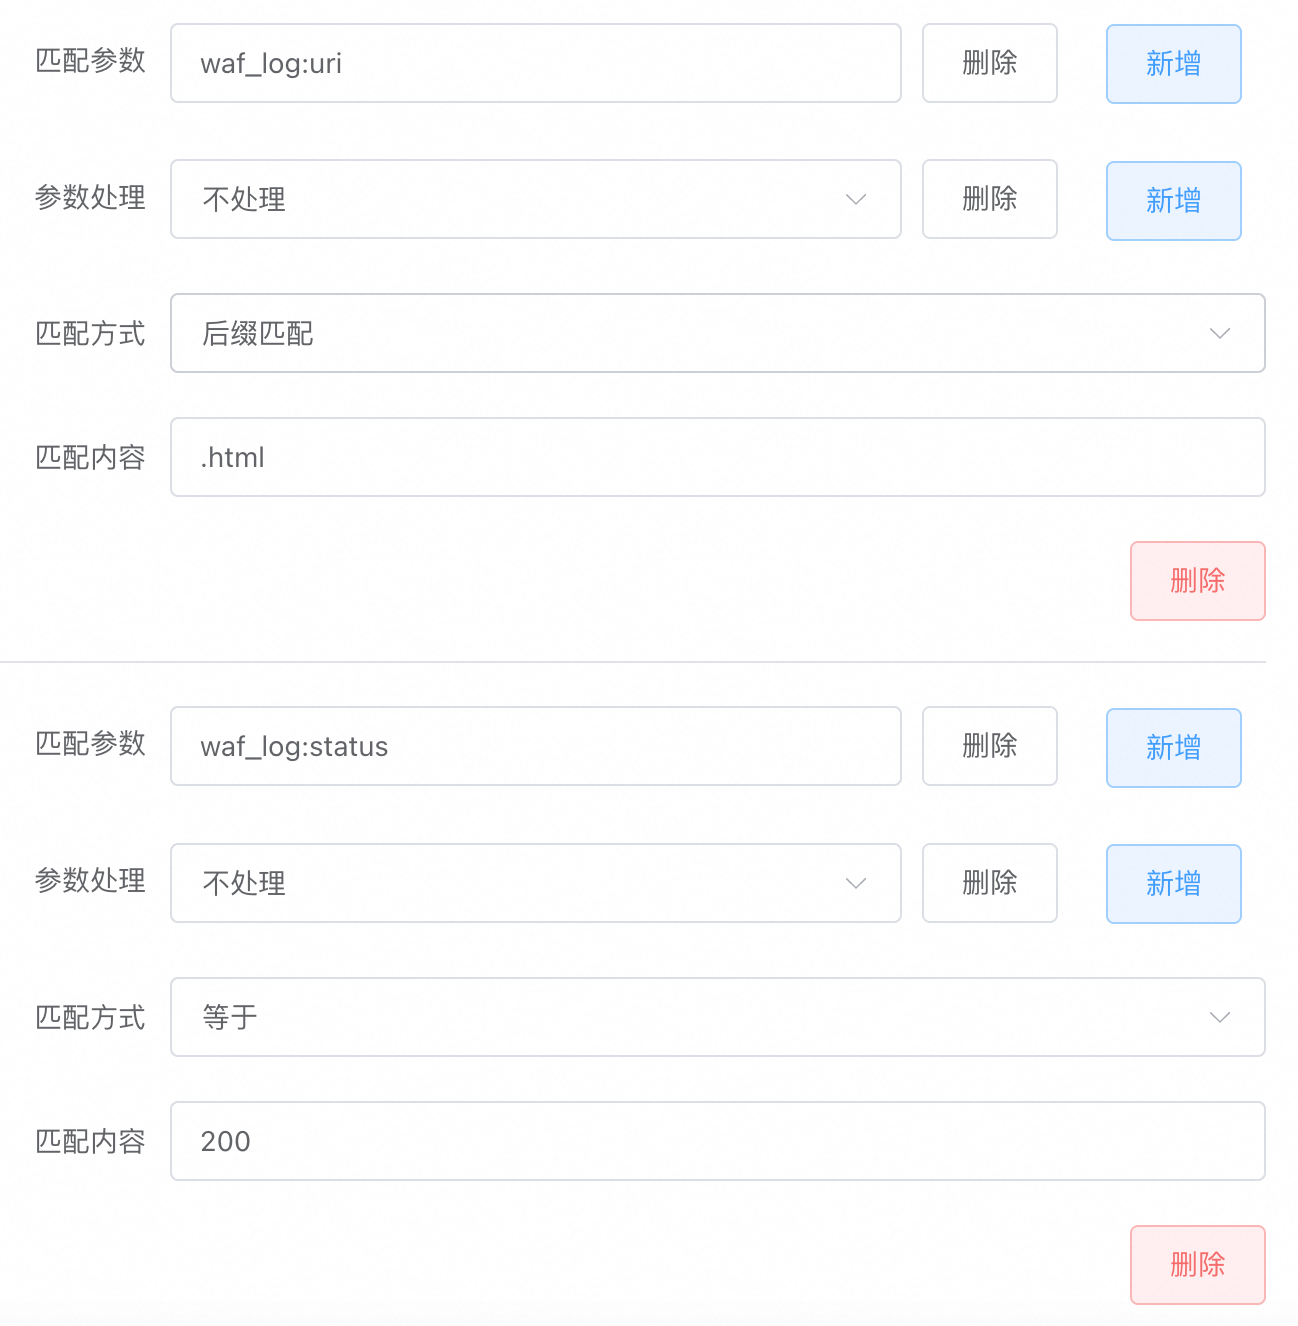 匹配参数 waf_log:uri 删除 新增
参数处理 不处理 删除 新增
匹配方式 后缀匹配
匹配内容 .html
删除
匹配参数 waf_log:status 删除 新增
参数处理 不处理 删除 新增
匹配方式 等于
匹配内容 200
删除